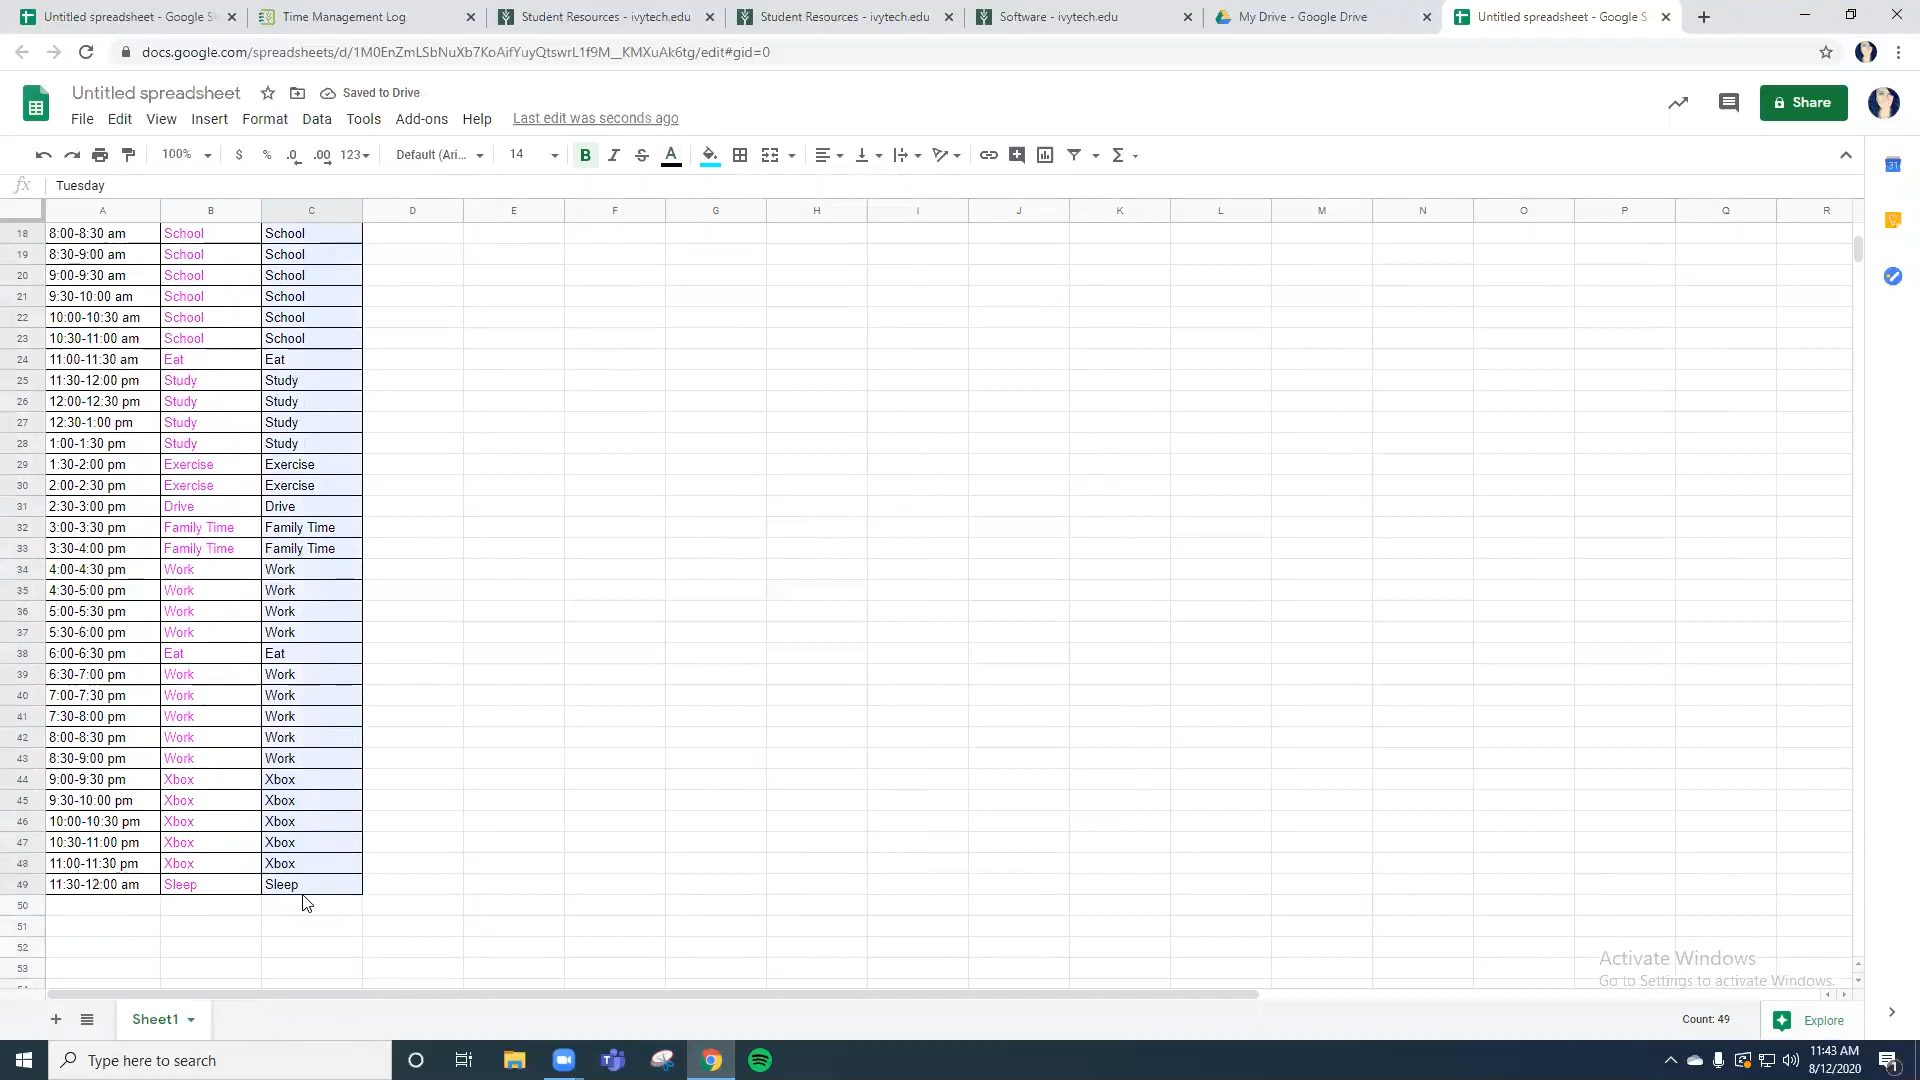 Untitled spreadsheet - Google S
Time Management Log
Student Resources - ivytech.edu
Student Resources - ivytech.edu
Software - ivytech.edu
My Drive - Google Drive
Untitled spreadsheet - Google S
docs.google.com/spreadsheets/d/1M0EnZmLSbNuXb7KoAifYuyQtswrL1f9M__KMXuAk6tg/edit#gid=0
Untitled spreadsheet
Saved to Drive
Share
File Edit View Insert Format Data Tools Add-ons Help Last edit was seconds ago
100% $ % .0 .00 123 Default (Ari... 14 B I S A Σ
fx Tuesday
A B C D E F G H I J K L M N O P Q R
18 8:00-8:30 am School School
19 8:30-9:00 am School School
20 9:00-9:30 am School School
21 9:30-10:00 am School School
22 10:00-10:30 am School School
23 10:30-11:00 am School School
24 11:00-11:30 am Eat Eat
25 11:30-12:00 pm Study Study
26 12:00-12:30 pm Study Study
27 12:30-1:00 pm Study Study
28 1:00-1:30 pm Study Study
29 1:30-2:00 pm Exercise Exercise
30 2:00-2:30 pm Exercise Exercise
31 2:30-3:00 pm Drive Drive
32 3:00-3:30 pm Family Time Family Time
33 3:30-4:00 pm Family Time Family Time
34 4:00-4:30 pm Work Work
35 4:30-5:00 pm Work Work
36 5:00-5:30 pm Work Work
37 5:30-6:00 pm Work Work
38 6:00-6:30 pm Eat Eat
39 6:30-7:00 pm Work Work
40 7:00-7:30 pm Work Work
41 7:30-8:00 pm Work Work
42 8:00-8:30 pm Work Work
43 8:30-9:00 pm Work Work
44 9:00-9:30 pm Xbox Xbox
45 9:30-10:00 pm Xbox Xbox
46 10:00-10:30 pm Xbox Xbox
47 10:30-11:00 pm Xbox Xbox
48 11:00-11:30 pm Xbox Xbox
49 11:30-12:00 am Sleep Sleep
50
51
52
53
Activate Windows
Go to Settings to activate Windows.
Sheet1
Count: 49
Explore
Type here to search
11:43 AM
8/12/2020